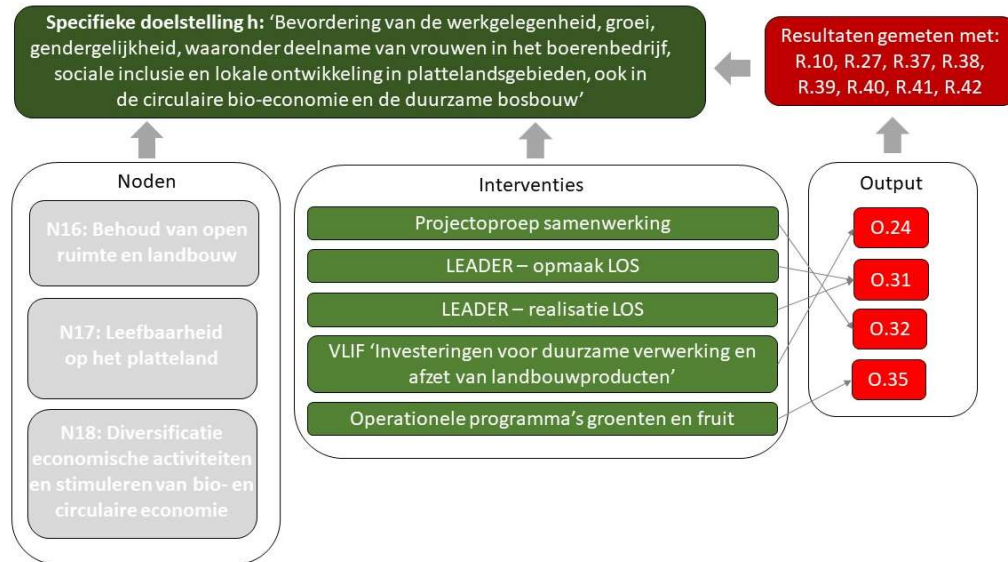 Specifieke doelstelling h: ‘Bevordering van de werkgelegenheid, groei,
gendergelijkheid, waaronder deelname van vrouwen in het boerenbedrijf,
sociale inclusie en lokale ontwikkeling in plattelandsgebieden, ook in
de circulaire bio-economie en de duurzame bosbouw’
Resultaten gemeten met:
R.10, R.27, R.37, R.38,
R.39, R.40, R.41, R.42
Noden
N16: Behoud van open
ruimte en landbouw
N17: Leefbaarheid
op het platteland
N18: Diversificatie
economische activiteiten
en stimuleren van bio- en
circulaire economie
Interventies
Projectoproep samenwerking
LEADER – opmaak LOS
LEADER – realisatie LOS
VLIF ‘Investeringen voor duurzame verwerking en
afzet van landbouwproducten’
Operationele programma’s groenten en fruit
Output
O.24
O.31
O.32
O.35